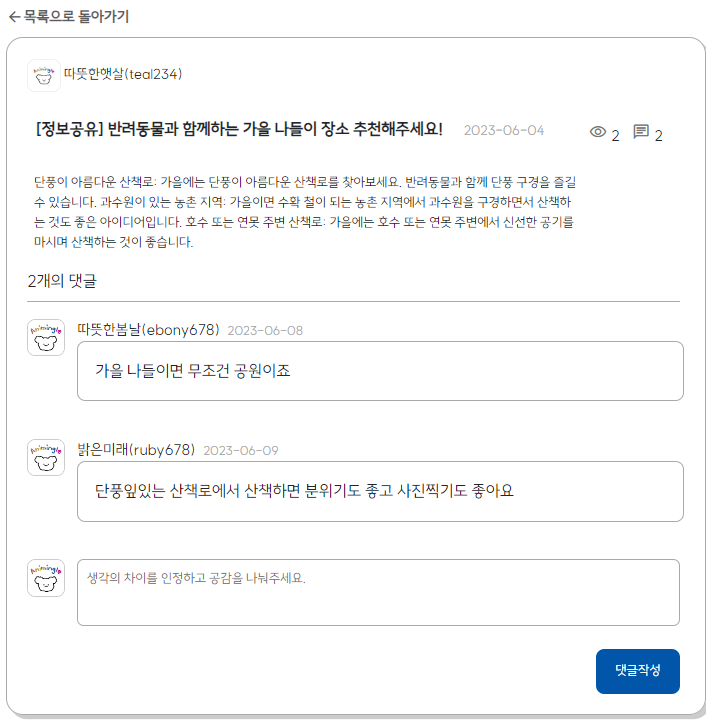 ←목록으로 돌아가기
Animingle 따뜻한햇살(teal234)
[정보공유] 반려동물과 함께하는 가을 나들이 장소 추천해주세요! 2023-06-04 2 2
단풍이 아름다운 산책로: 가을에는 단풍이 아름다운 산책로를 찾아보세요. 반려동물과 함께 단풍 구경을 즐길
수 있습니다. 과수원이 있는 농촌 지역: 가을이면 수확 철이 되는 농촌 지역에서 과수원을 구경하면서 산책하
는 것도 좋은 아이디어입니다. 호수 또는 연못 주변 산책로: 가을에는 호수 또는 연못 주변에서 신선한 공기를
마시며 산책하는 것이 좋습니다.
2개의 댓글
Animingle 따뜻한봄날(ebony678) 2023-06-08
가을 나들이면 무조건 공원이죠
Animingle 밝은미래(ruby678) 2023-06-09
단풍잎있는 산책로에서 산책하면 분위기도 좋고 사진찍기도 좋아요
Animingle 생각의 차이를 인정하고 공감을 나눠주세요.
댓글작성